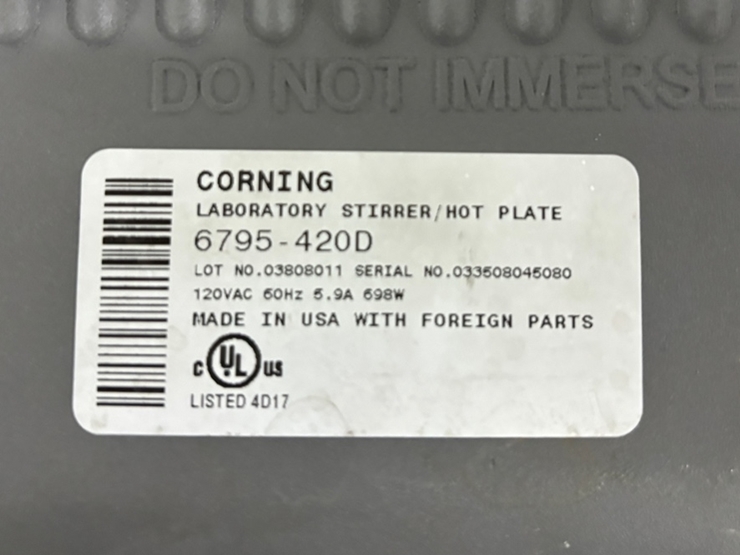 DO NOT IMMERSE
CORNING
LABORATORY STIRRER/HOT PLATE
6795-420D
LOT NO.03808011 SERIAL NO.033508045080
120VAC 60Hz 5.9A 698W
MADE IN USA WITH FOREIGN PARTS
C UL US
LISTED 4D17